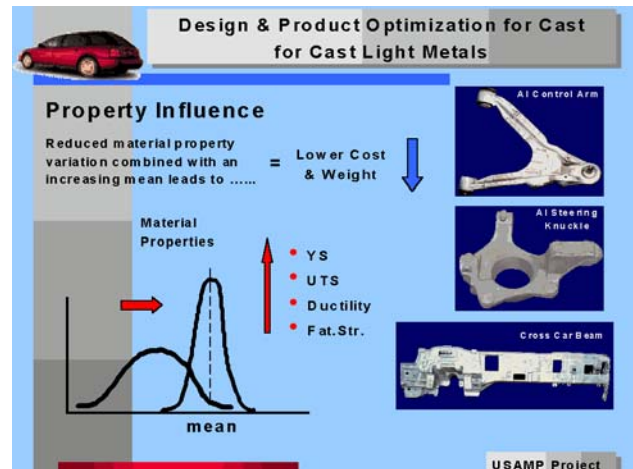 Design & Product Optimization for Cast
for Cast Light Metals
Property Influence
Reduced material property
variation combined with an
increasing mean leads to ......
=
Lower Cost
& Weight
Material
Properties
• YS
• UTS
• Ductility
• Fat.Str.
mean
Al Control Arm
Al Steering
Knuckle
Cross Car Beam
USAMP Project